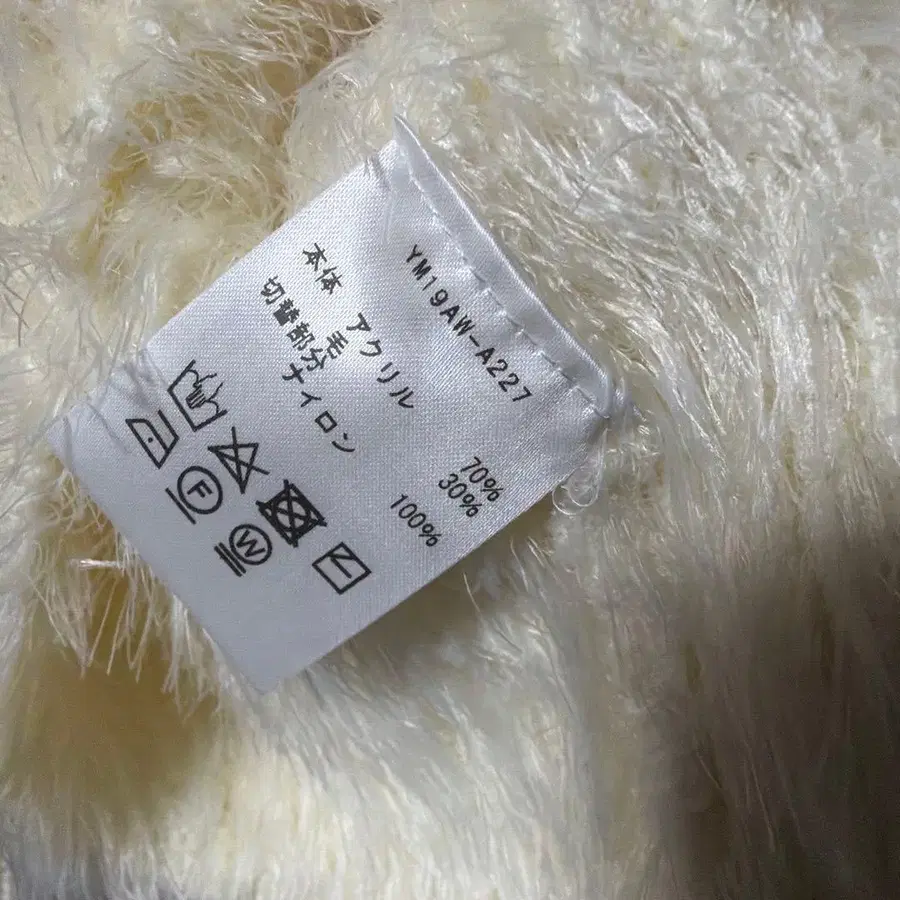 YM19AW-A227
本体 アクリル 70%
毛 30%
切替部分 ナイロン 100%
F
W